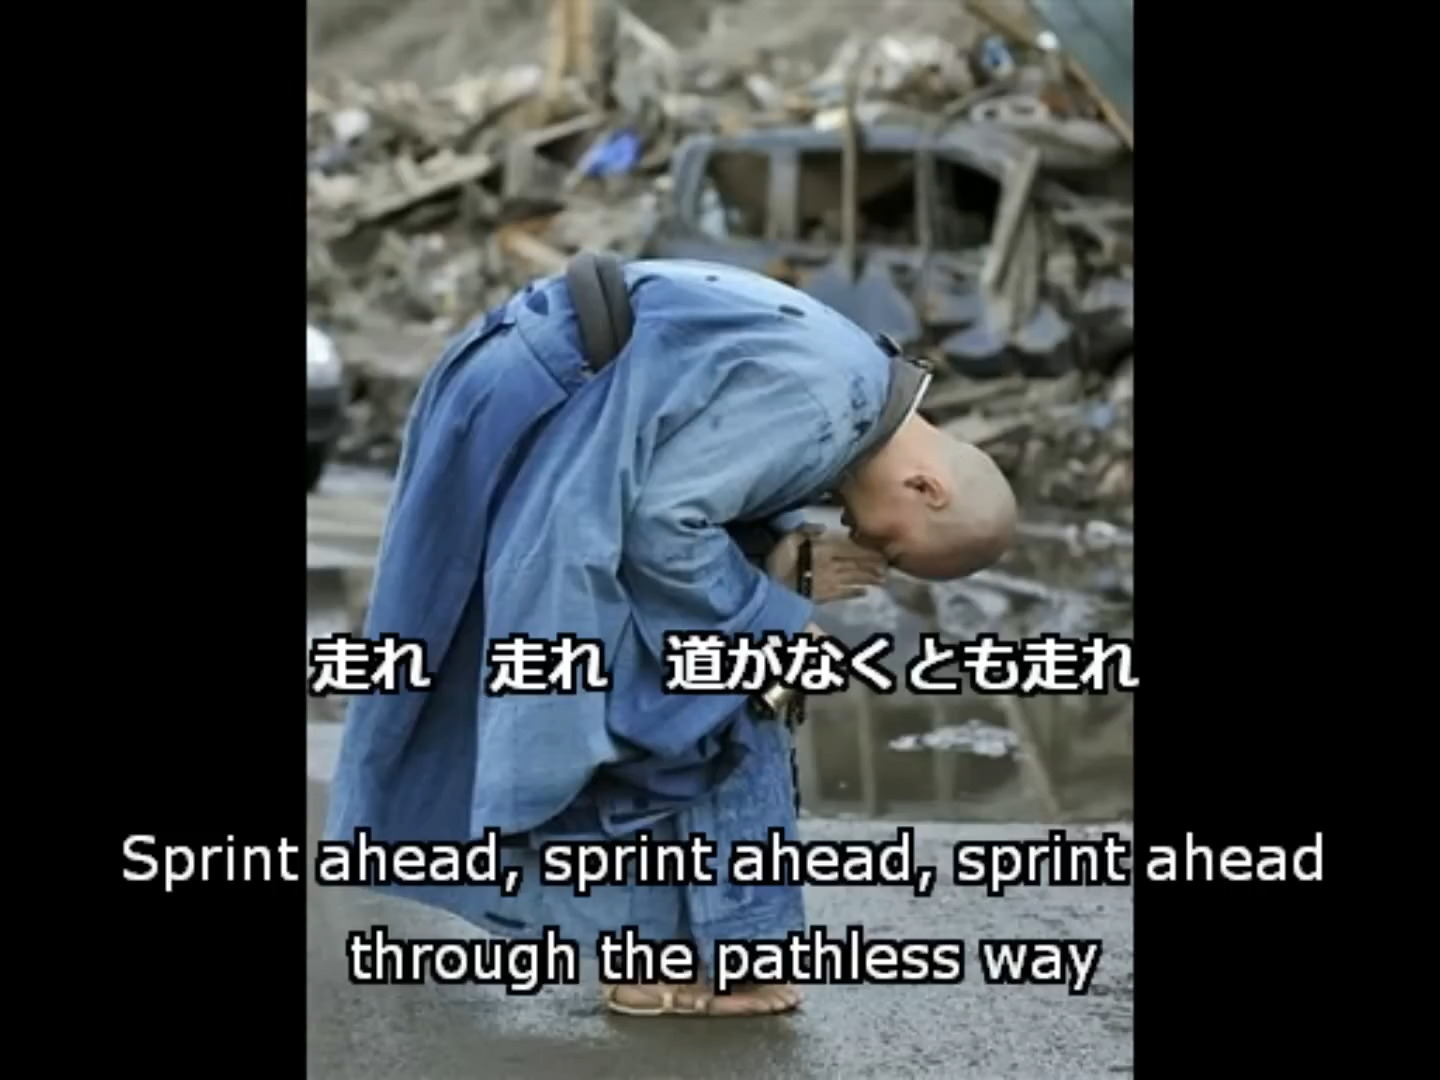 走れ　走れ　道がなくとも走れ
Sprint ahead, sprint ahead, sprint ahead
through the pathless way